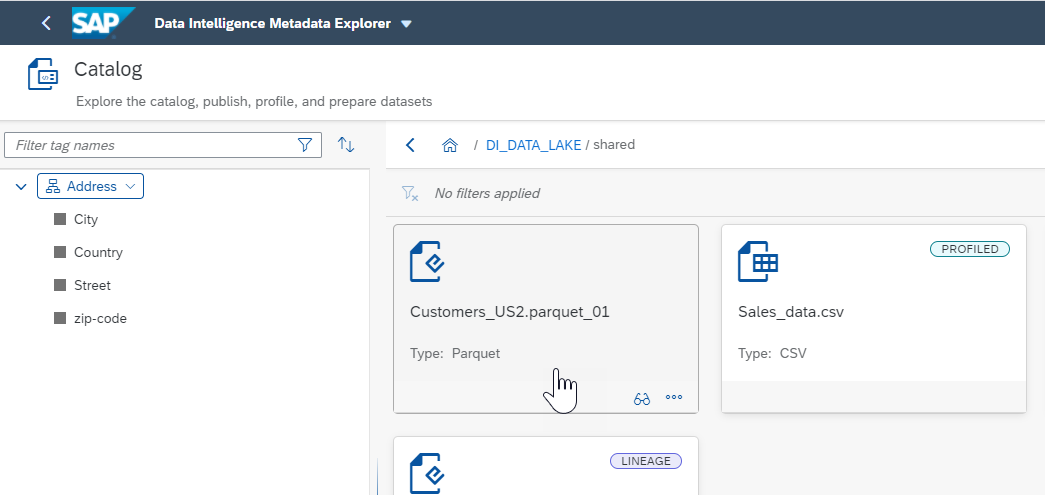 SAP Data Intelligence Metadata Explorer
Catalog
Explore the catalog, publish, profile, and prepare datasets
Filter tag names
/ DI_DATA_LAKE / shared
Address
City
Country
Street
zip-code
No filters applied
Customers_US2.parquet_01
Type: Parquet
PROFILED
Sales_data.csv
Type: CSV
LINEAGE